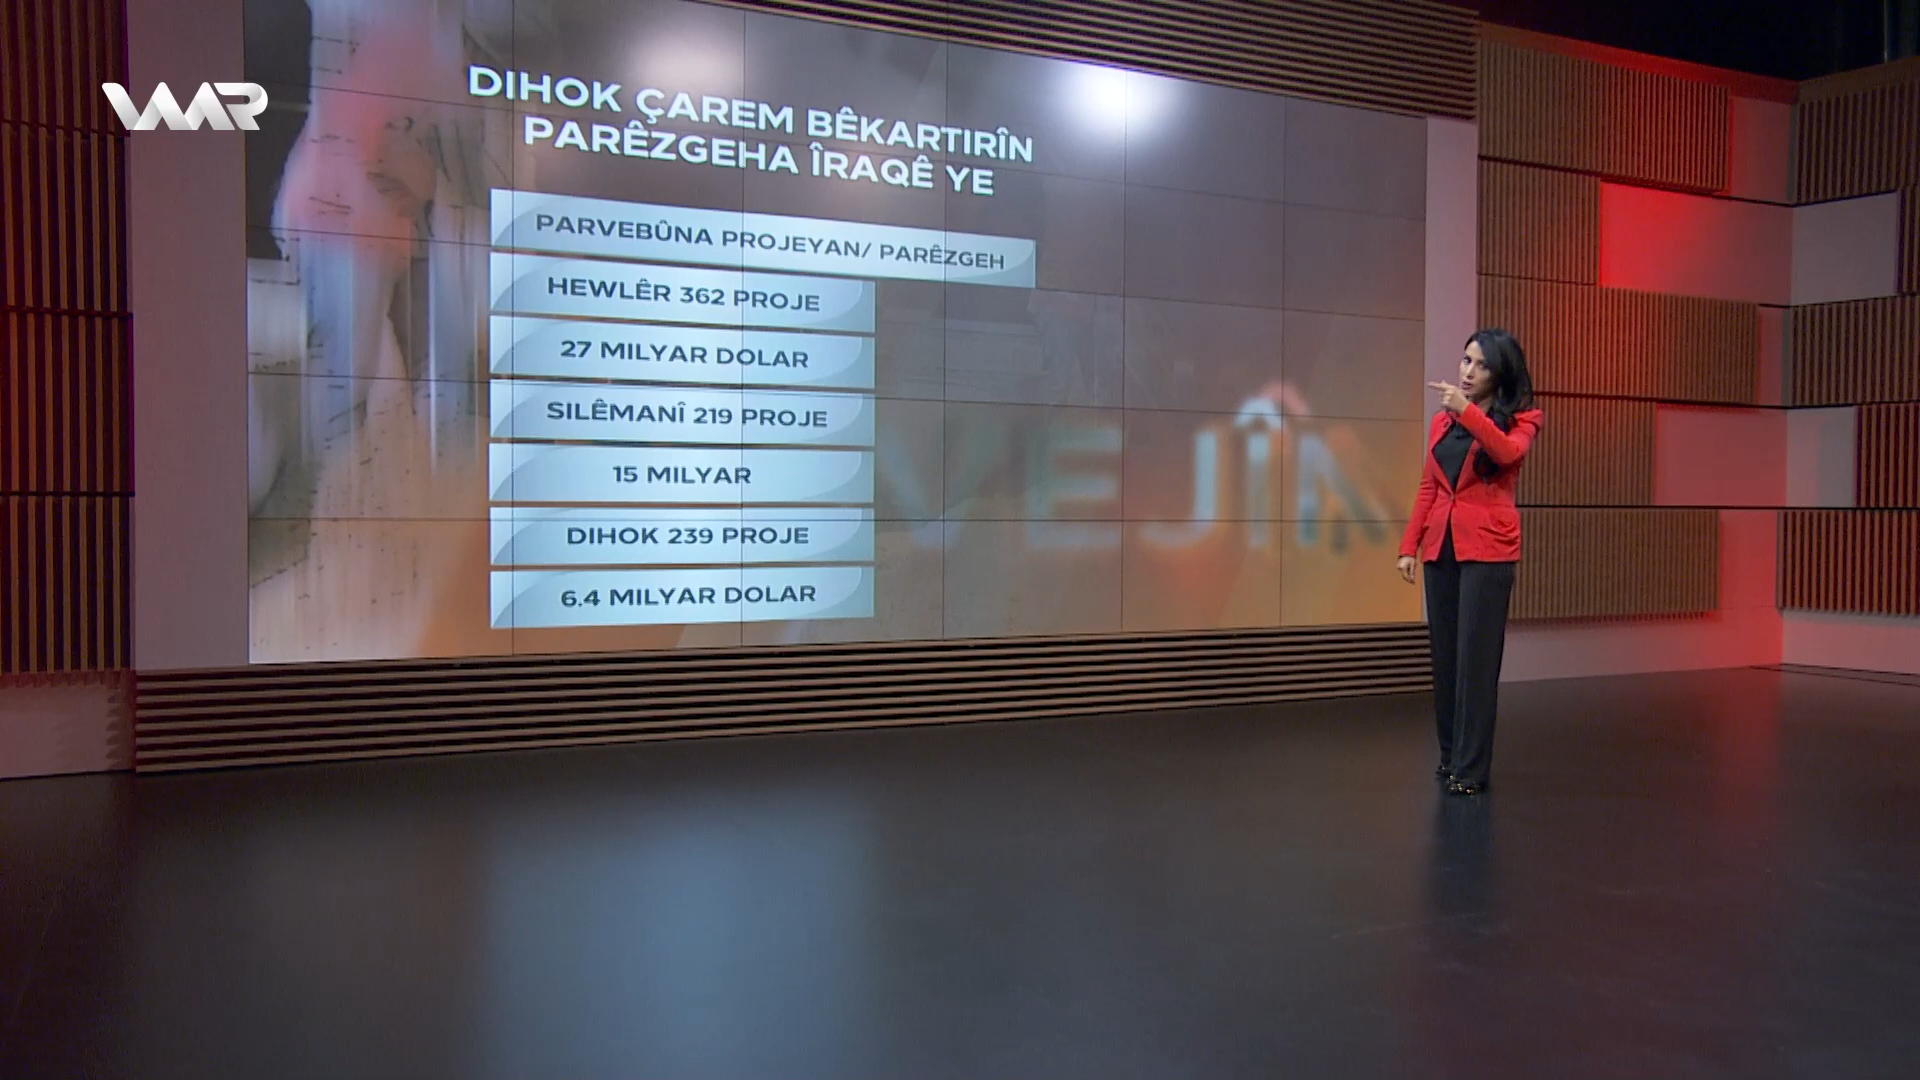 WAAR
DIHOK ÇAREM BÊKARTIRÎN
PARÊZGEHA ÎRAQÊ YE
PARVEBÛNA PROJEYAN/ PARÊZGEH
HEWLÊR 362 PROJE
27 MILYAR DOLAR
SILÊMANÎ 219 PROJE
15 MILYAR
DIHOK 239 PROJE
6.4 MILYAR DOLAR
VEJÎN